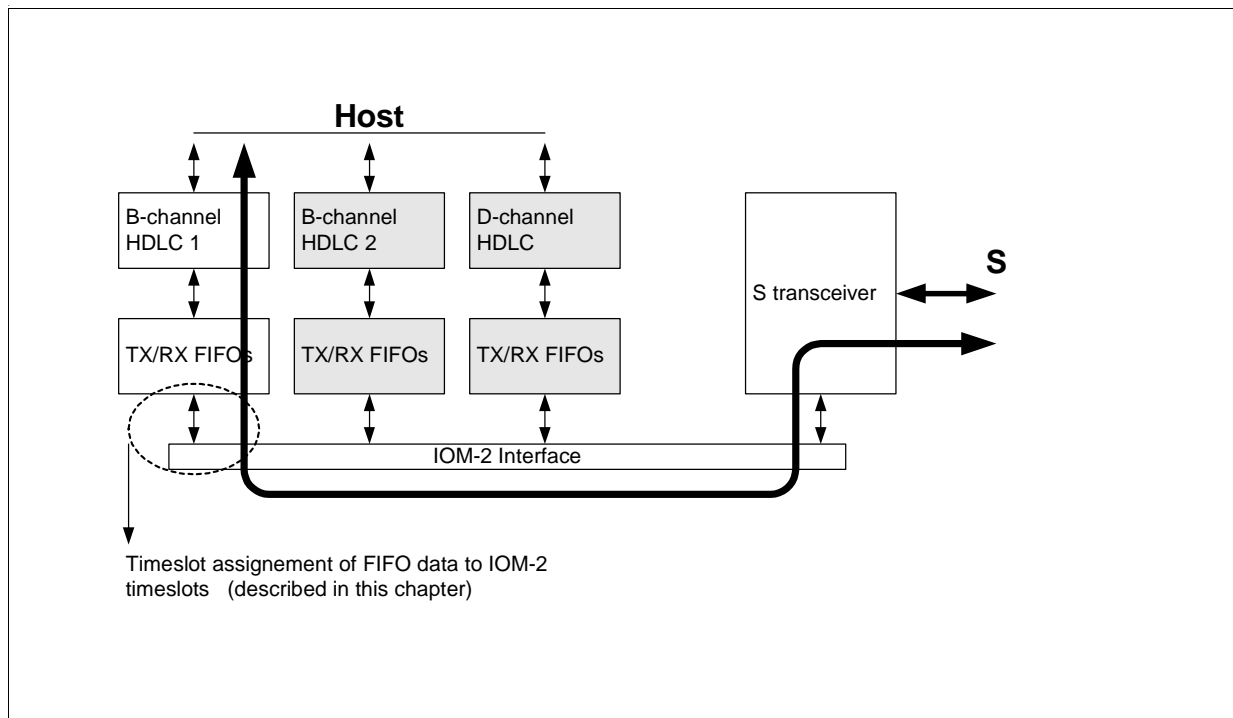 Host
B-channel
HDLC 1
B-channel
HDLC 2
D-channel
HDLC
S transceiver
S
TX/RX FIFOs
TX/RX FIFOs
TX/RX FIFOs
IOM-2 Interface
Timeslot assignement of FIFO data to IOM-2
timeslots (described in this chapter)